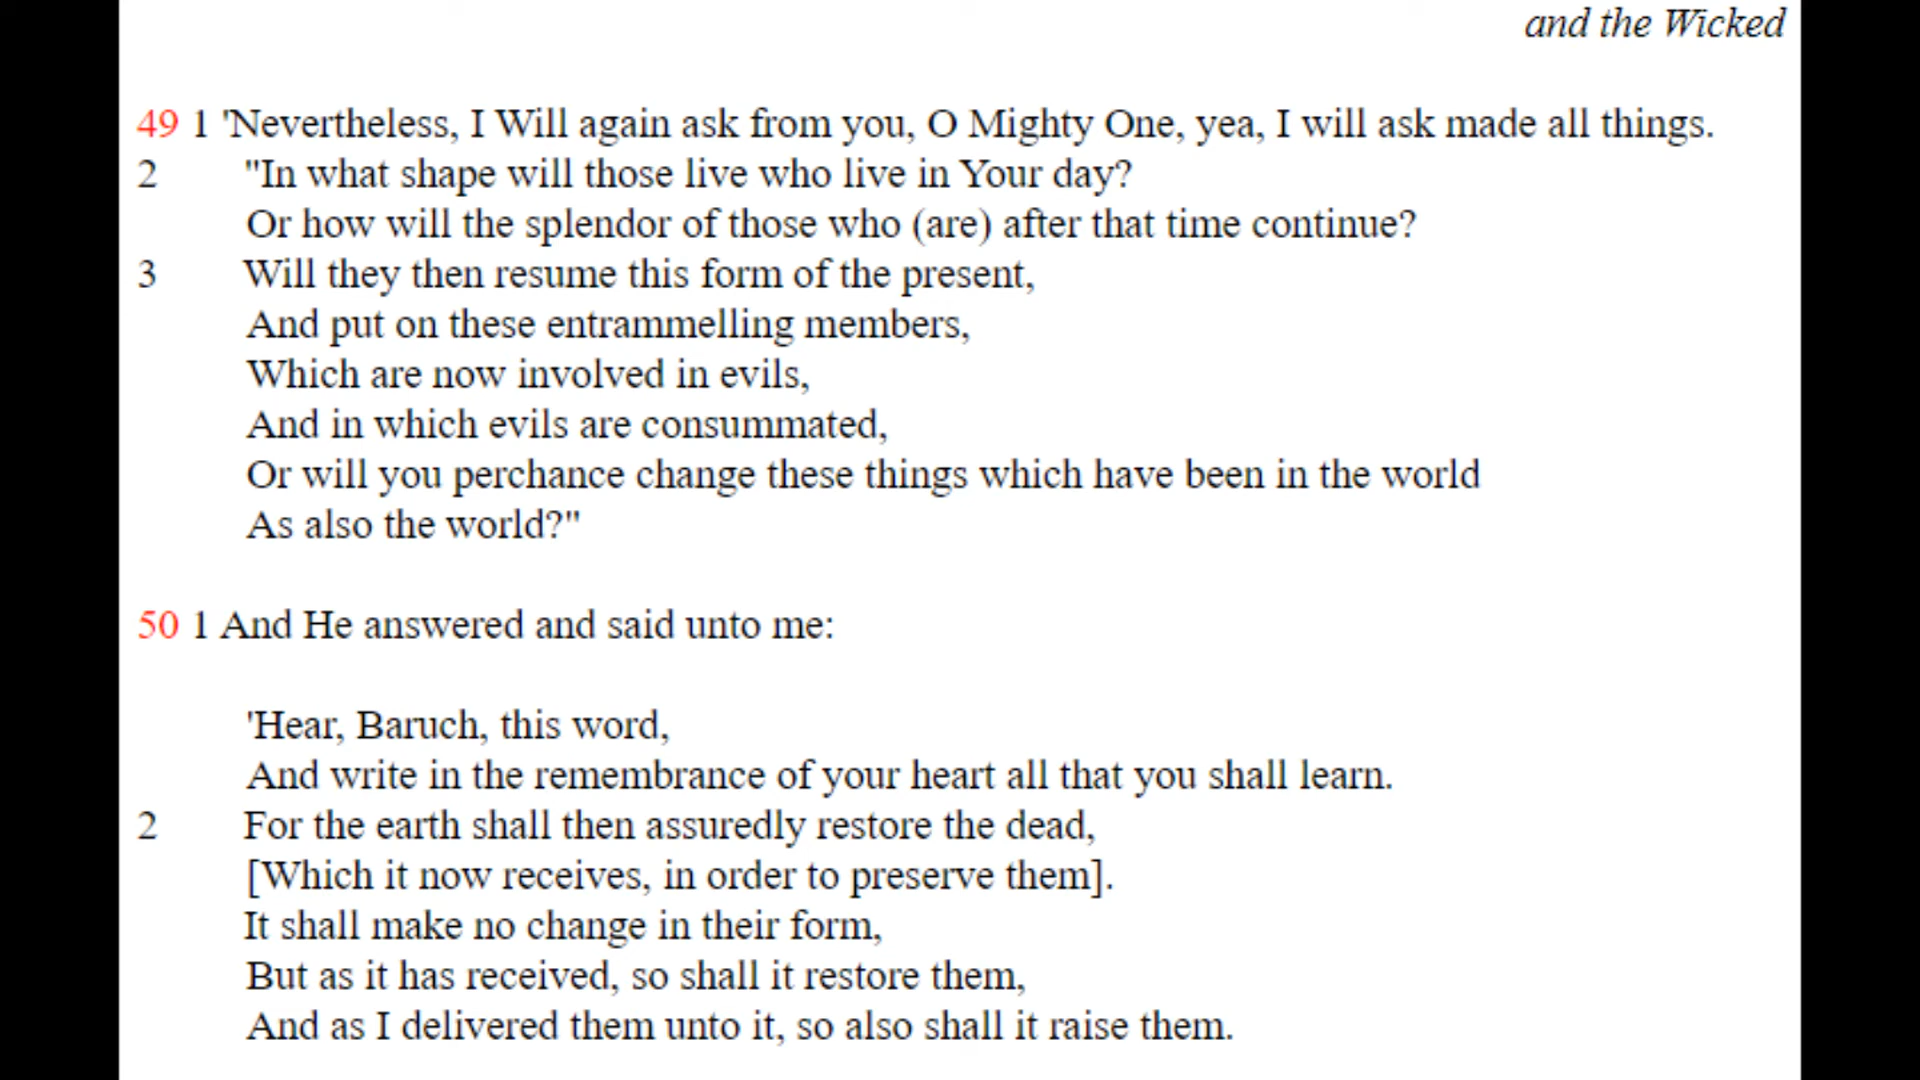 and the Wicked
49 1 'Nevertheless, I Will again ask from you, O Mighty One, yea, I will ask made all things.
2 "In what shape will those live who live in Your day?
Or how will the splendor of those who (are) after that time continue?
3 Will they then resume this form of the present,
And put on these entrammelling members,
Which are now involved in evils,
And in which evils are consummated,
Or will you perchance change these things which have been in the world
As also the world?"
50 1 And He answered and said unto me:
'Hear, Baruch, this word,
And write in the remembrance of your heart all that you shall learn.
2 For the earth shall then assuredly restore the dead,
[Which it now receives, in order to preserve them].
It shall make no change in their form,
But as it has received, so shall it restore them,
And as I delivered them unto it, so also shall it raise them.